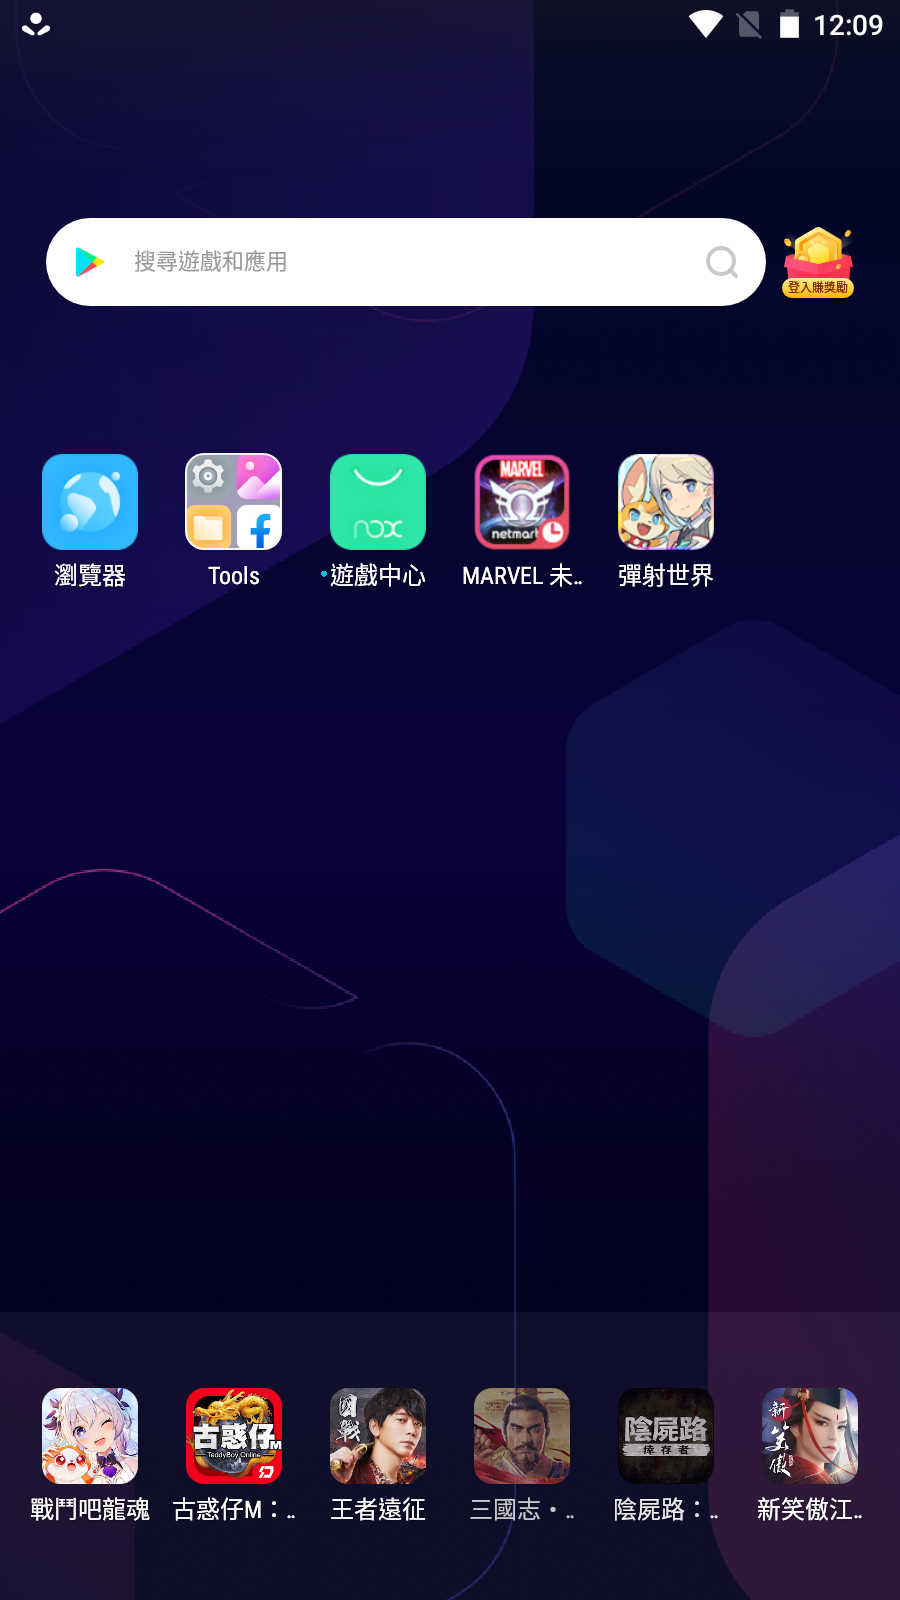 12:09
搜尋遊戲和應用
登入賺獎勵
nox
MARVEL
netmar
瀏覽器
Tools
遊戲中心
MARVEL 未..
彈射世界
古惑仔M
TeddyBoy Online
國戰
陰屍路
倖存者
新笑傲
戰鬥吧龍魂
古惑仔M：..
王者遠征
三國志・..
陰屍路：..
新笑傲江..